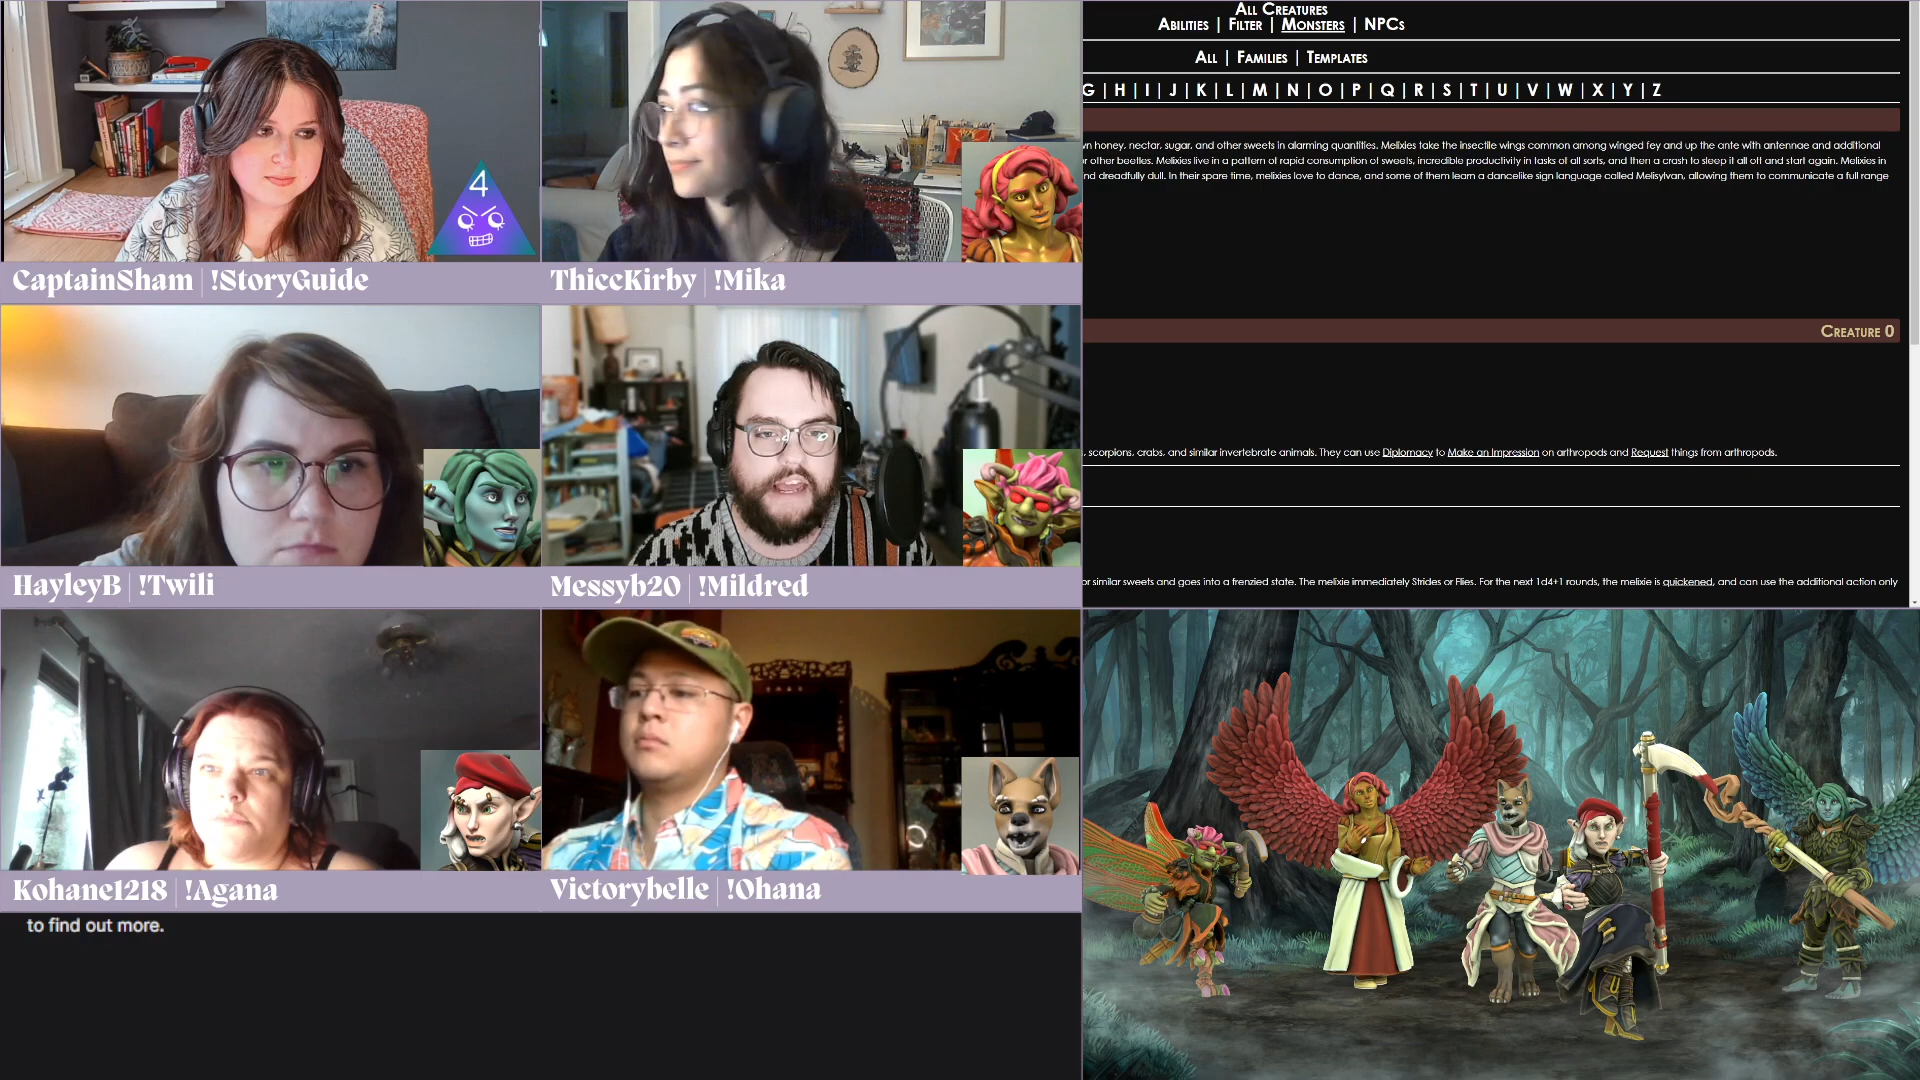 All Creatures
Abilities | Filter | Monsters | NPCs
All | Families | Templates
G | H | I | J | K | L | M | N | O | P | Q | R | S | T | U | V | W | X | Y | Z
n honey, nectar, sugar, and other sweets in alarming quantities. Melixies take the insectile wings common among winged fey and up the ante with antennae and additional
r other beetles. Melixies live in a pattern of rapid consumption of sweets, incredible productivity in tasks of all sorts, and then a crash to sleep it all off and start again. Melixies in
nd dreadfully dull. In their spare time, melixies love to dance, and some of them learn a dancelike sign language called Melisylvan, allowing them to communicate a full range
Creature 0
, scorpions, crabs, and similar invertebrate animals. They can use Diplomacy to Make an Impression on arthropods and Request things from arthropods.
or similar sweets and goes into a frenzied state. The melixie immediately Strides or Flies. For the next 1d4+1 rounds, the melixie is quickened, and can use the additional action only
4
CaptainSham | !StoryGuide
ThiccKirby | !Mika
HayleyB | !Twili
Messyb20 | !Mildred
Kohane1218 | !Agana
Victorybelle | !Ohana
to find out more.